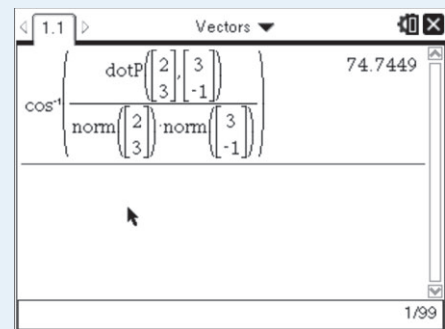 1.1 Vectors
cos⁻¹(dotP([2 3],[3 -1])/(norm([2 3])·norm([3 -1]))) 74.7449
1/99